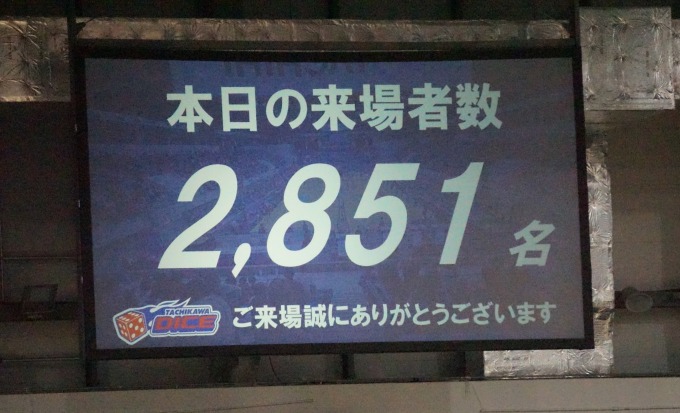 本日の来場者数
2,851 名
TACHIKAWA
DICE
ご来場誠にありがとうございます